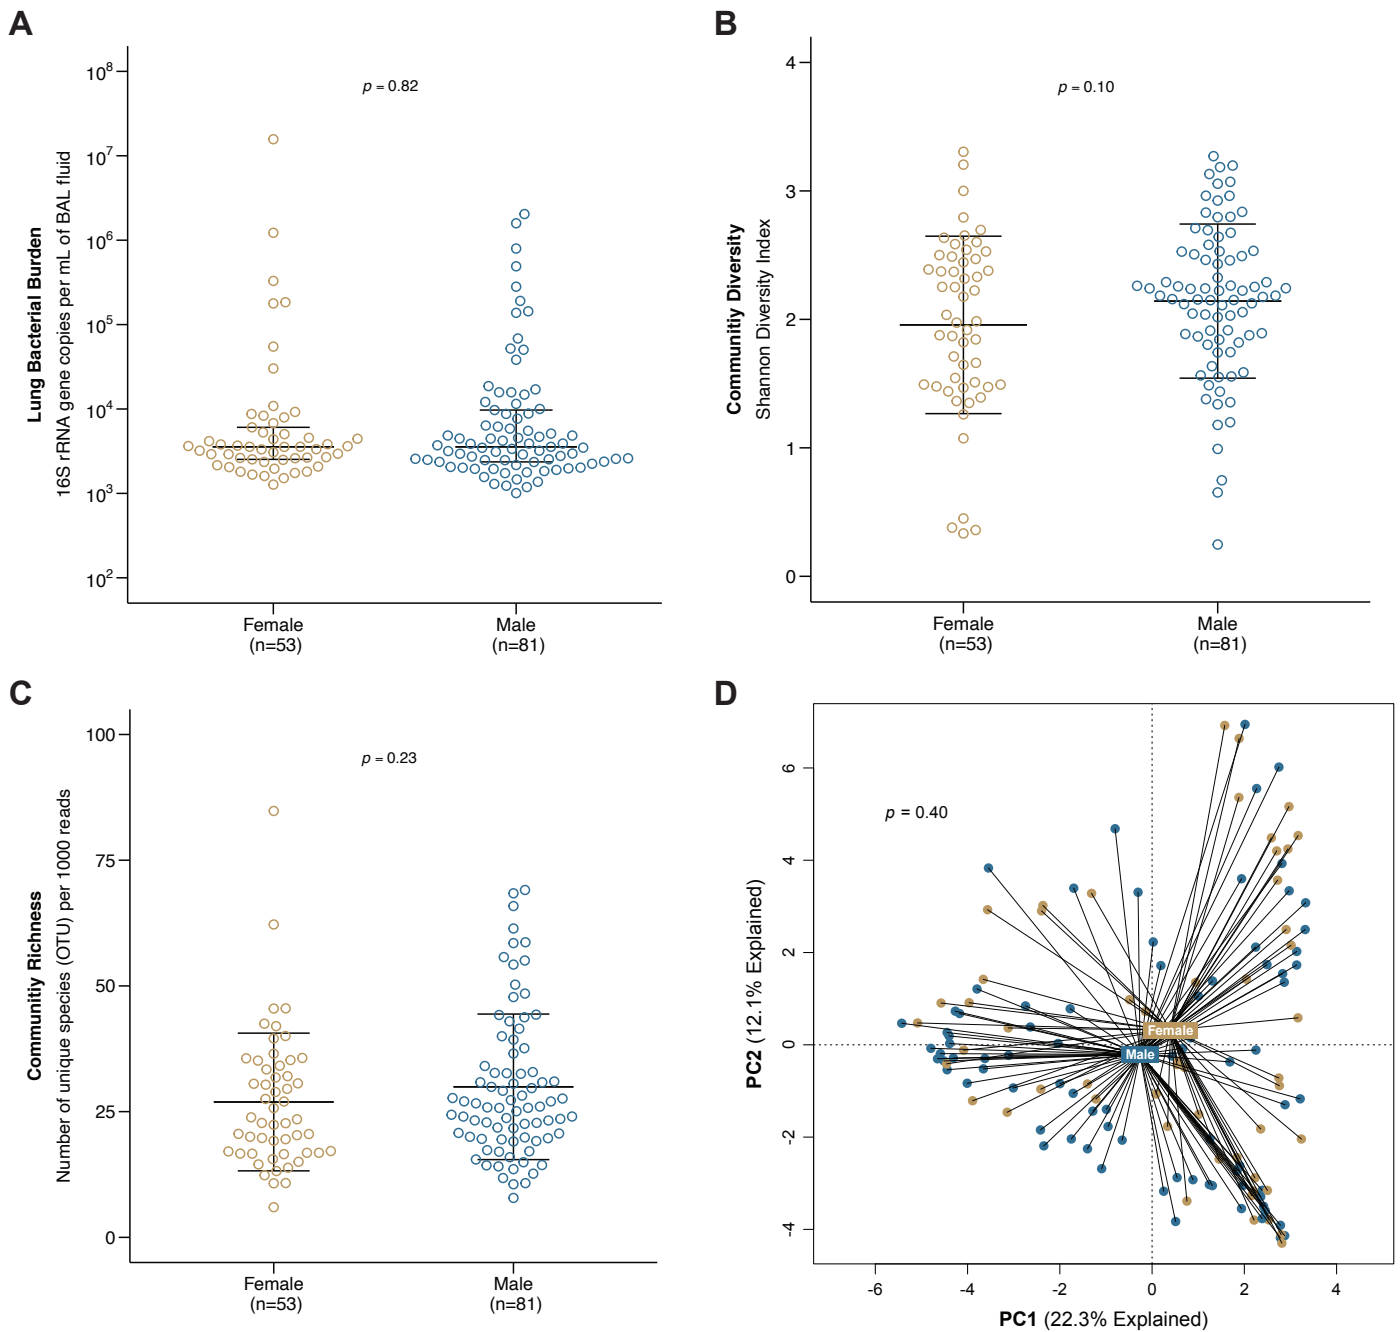 A
Lung Bacterial Burden
16S rRNA gene copies per mL of BAL fluid
10^8
10^7
10^6
10^5
10^4
10^3
10^2
p = 0.82
Female
(n=53)
Male
(n=81)
B
Communitiy Diversity
Shannon Diversity Index
4
3
2
1
0
p = 0.10
Female
(n=53)
Male
(n=81)
C
Communitiy Richness
Number of unique species (OTU) per 1000 reads
100
75
50
25
0
p = 0.23
Female
(n=53)
Male
(n=81)
D
PC2 (12.1% Explained)
6
4
2
0
-2
-4
p = 0.40
Female
Male
-6
-4
-2
0
2
4
PC1 (22.3% Explained)